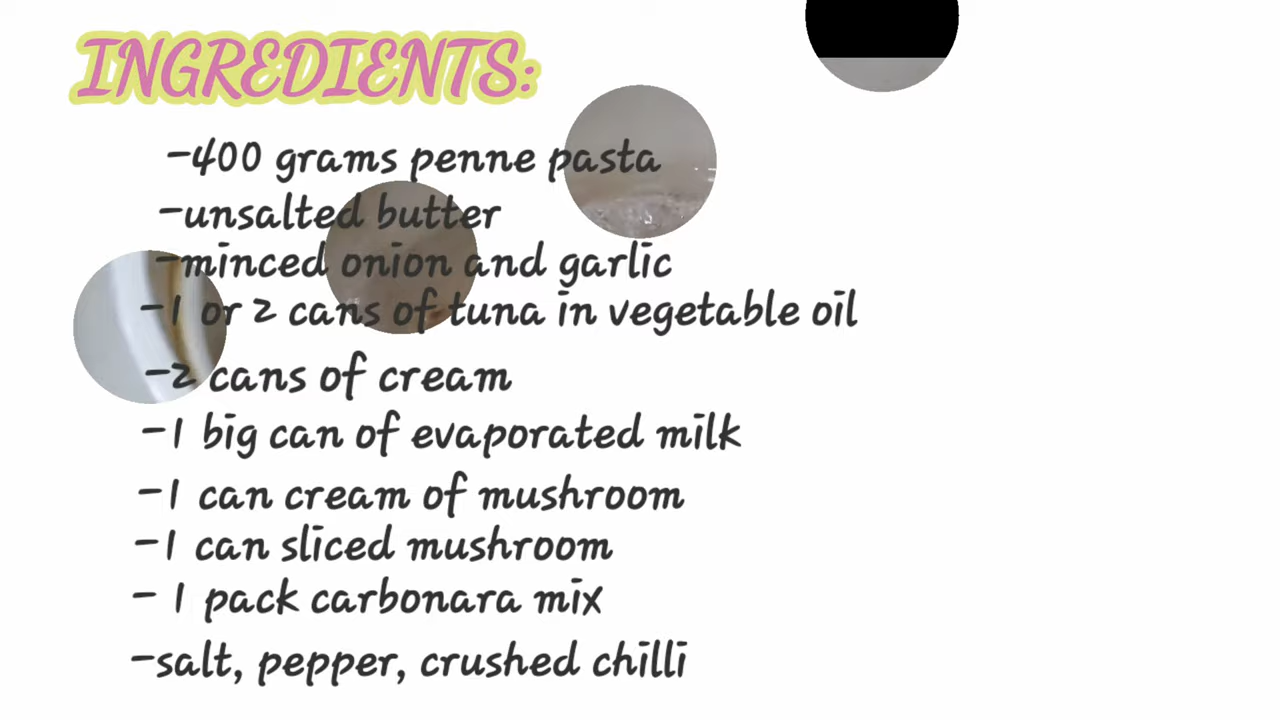 INGREDIENTS:
-400 grams penne pasta
-unsalted butter
-minced onion and garlic
-1 or 2 cans of tuna in vegetable oil
-2 cans of cream
-1 big can of evaporated milk
-1 can cream of mushroom
-1 can sliced mushroom
- 1 pack carbonara mix
-salt, pepper, crushed chilli